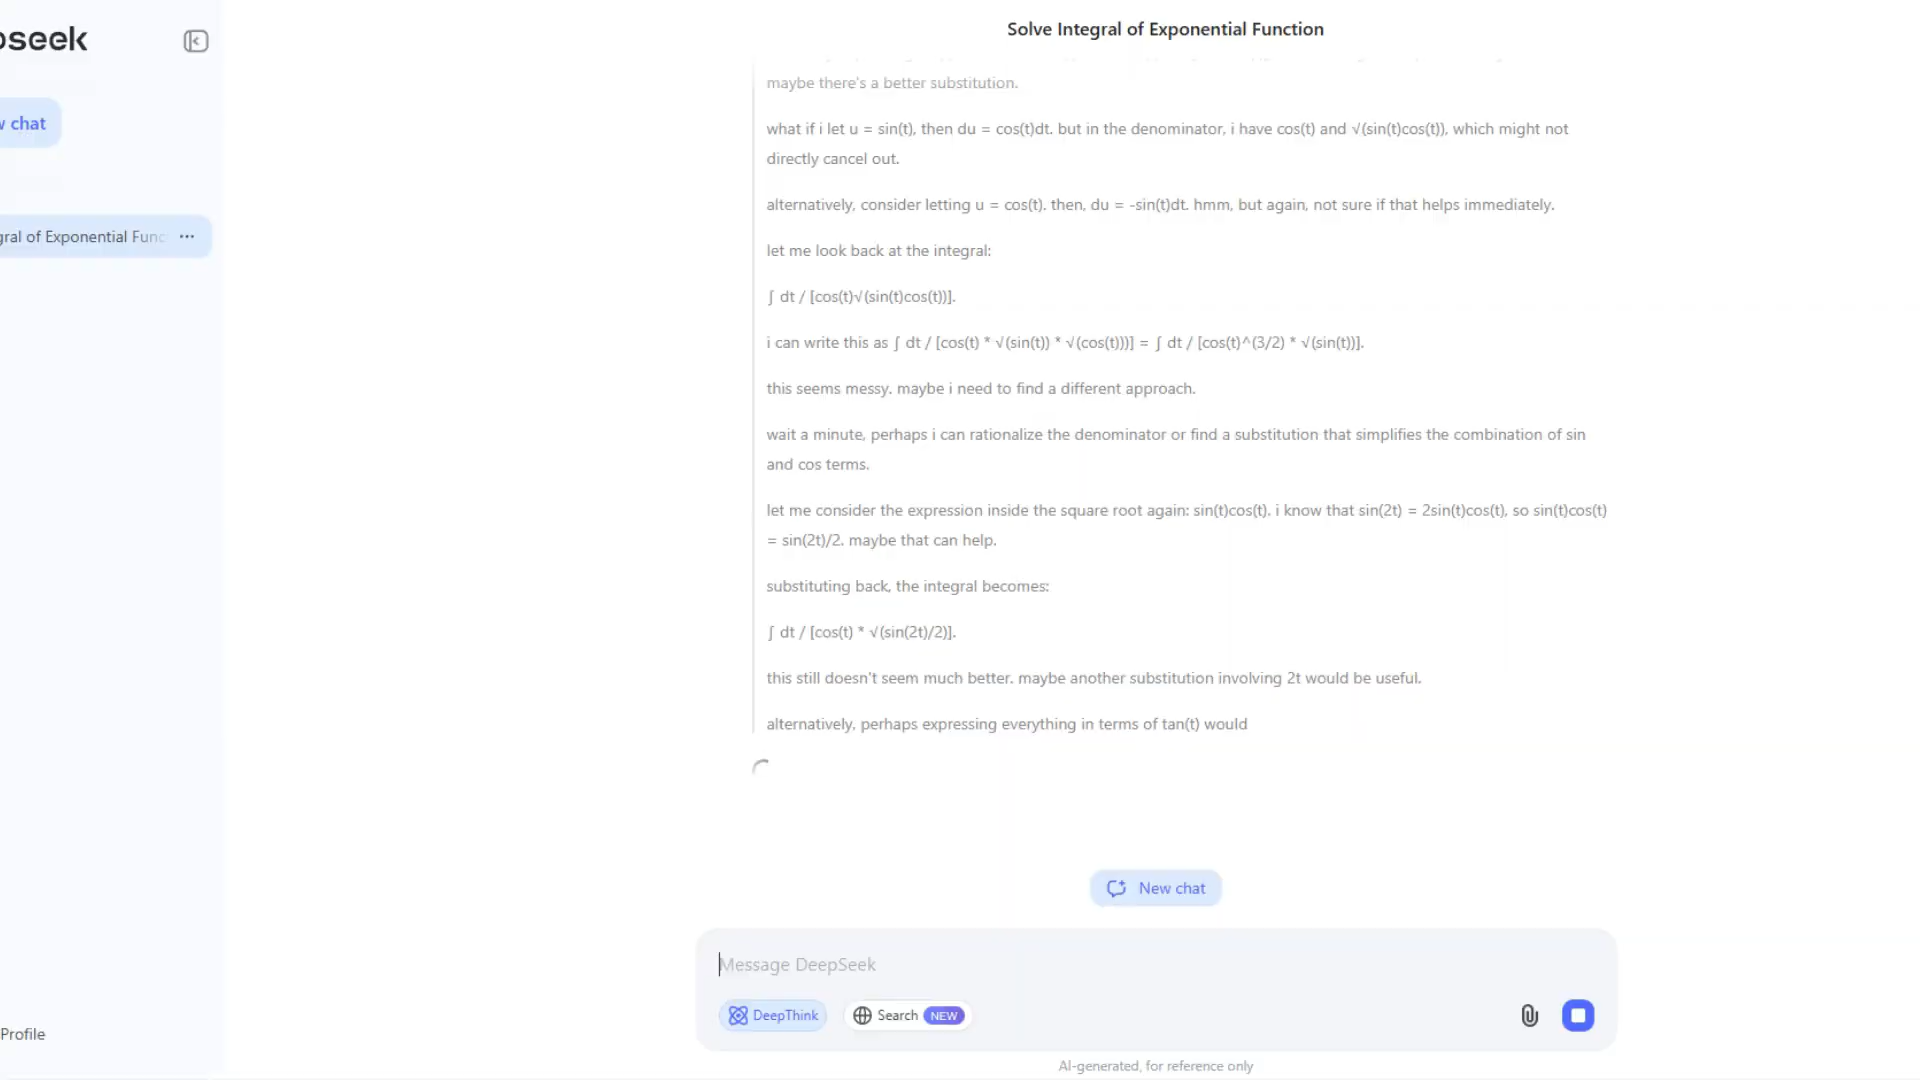 oseek
w chat
gral of Exponential Func
Profile
Solve Integral of Exponential Function
maybe there's a better substitution.
what if i let u = sin(t), then du = cos(t)dt. but in the denominator, i have cos(t) and √(sin(t)cos(t)), which might not
directly cancel out.
alternatively, consider letting u = cos(t). then, du = -sin(t)dt. hmm, but again, not sure if that helps immediately.
let me look back at the integral:
∫ dt / [cos(t)√(sin(t)cos(t))].
i can write this as ∫ dt / [cos(t) * √(sin(t)) * √(cos(t)))] = ∫ dt / [cos(t)^(3/2) * √(sin(t))].
this seems messy. maybe i need to find a different approach.
wait a minute, perhaps i can rationalize the denominator or find a substitution that simplifies the combination of sin
and cos terms.
let me consider the expression inside the square root again: sin(t)cos(t). i know that sin(2t) = 2sin(t)cos(t), so sin(t)cos(t)
= sin(2t)/2. maybe that can help.
substituting back, the integral becomes:
∫ dt / [cos(t) * √(sin(2t)/2)].
this still doesn't seem much better. maybe another substitution involving 2t would be useful.
alternatively, perhaps expressing everything in terms of tan(t) would
New chat
Message DeepSeek
DeepThink
Search NEW
AI-generated, for reference only